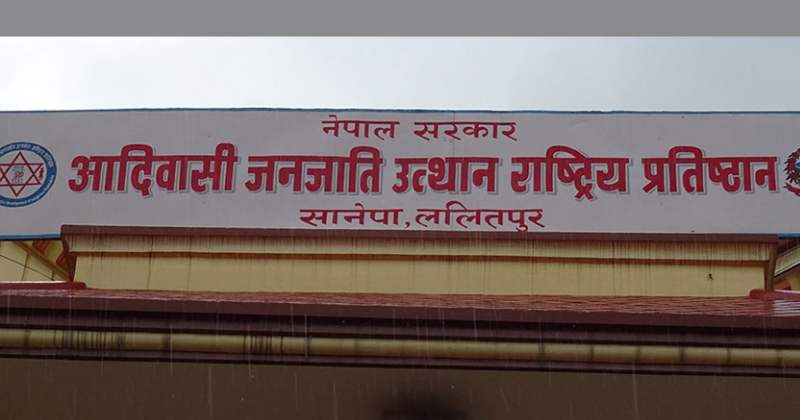 नेपाल सरकार
आदिवासी जनजाति उत्थान राष्ट्रिय प्रतिष्ठान
सानेपा, ललितपुर